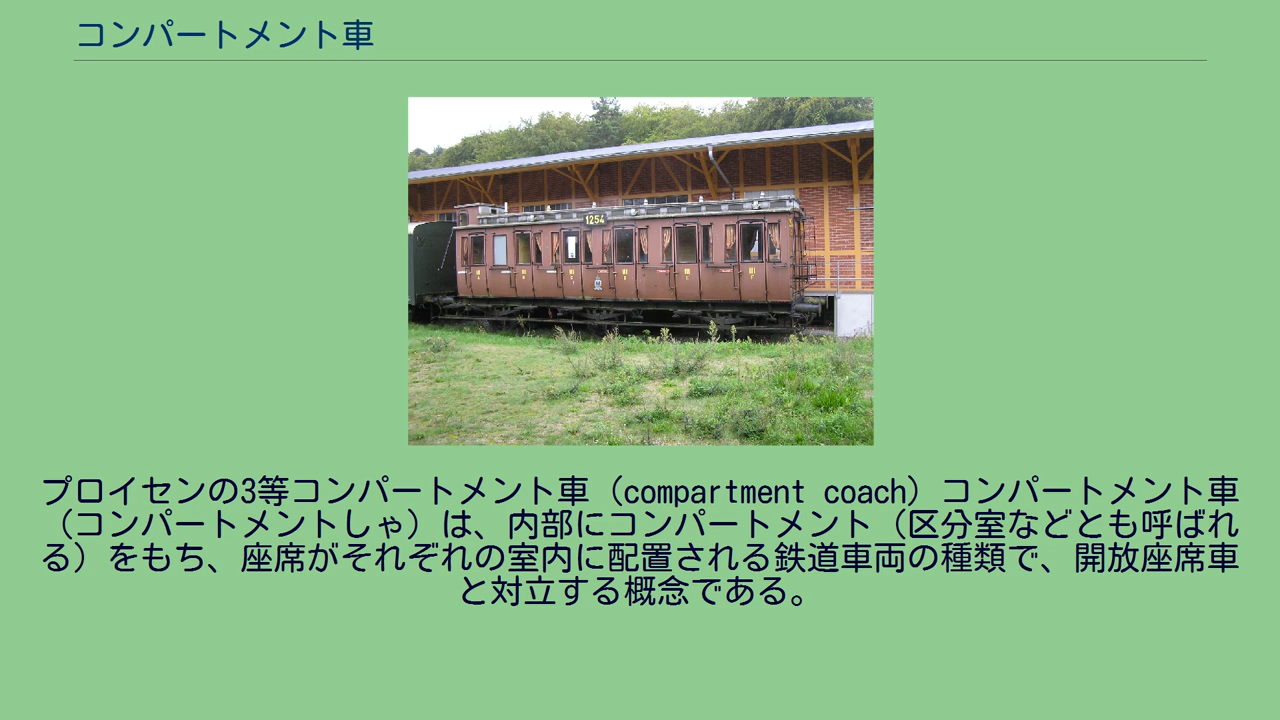 コンパートメント車
1254
プロイセンの3等コンパートメント車（compartment coach）コンパートメント車
（コンパートメントしゃ）は、内部にコンパートメント（区分室などとも呼ばれ
る）をもち、座席がそれぞれの室内に配置される鉄道車両の種類で、開放座席車
と対立する概念である。